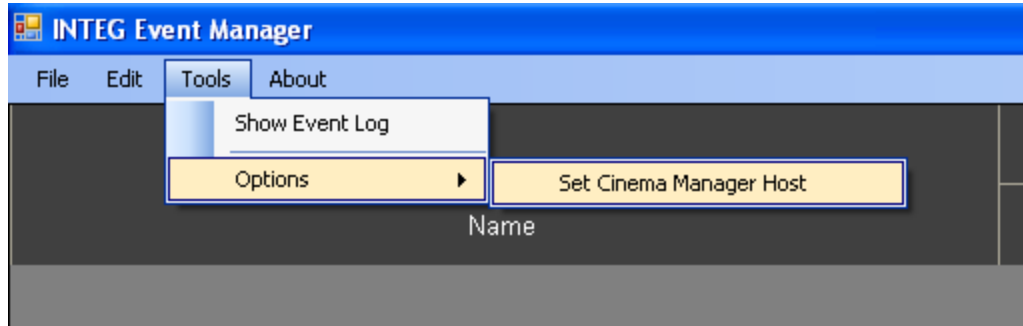 INTEG Event Manager
File Edit Tools About
Show Event Log
Options Set Cinema Manager Host
Name